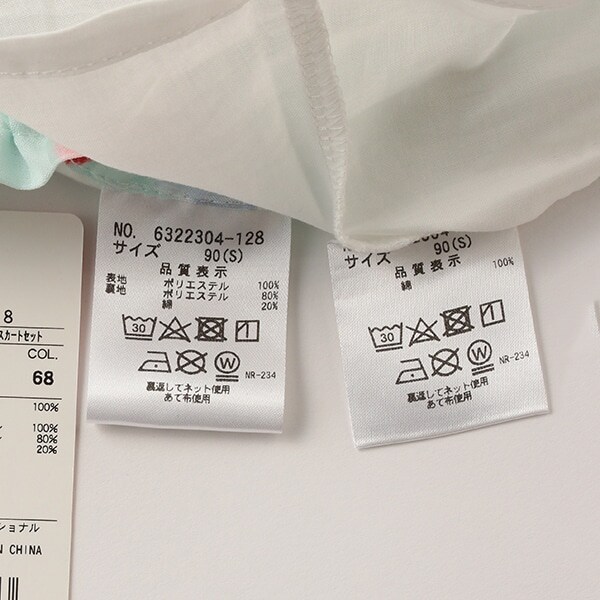 NO. 6322304-128
サイズ 90(S)
品質表示
表地 ポリエステル 100%
裏地 ポリエステル 80%
綿 20%
30
W
NR-234
裏返してネット使用
あて布使用
サイズ 90(S)
品質表示
綿 100%
30
W
NR-234
裏返してネット使用
あて布使用
8
スカートセット
COL.
68
100%
100%
80%
20%
ショナル
CHINA